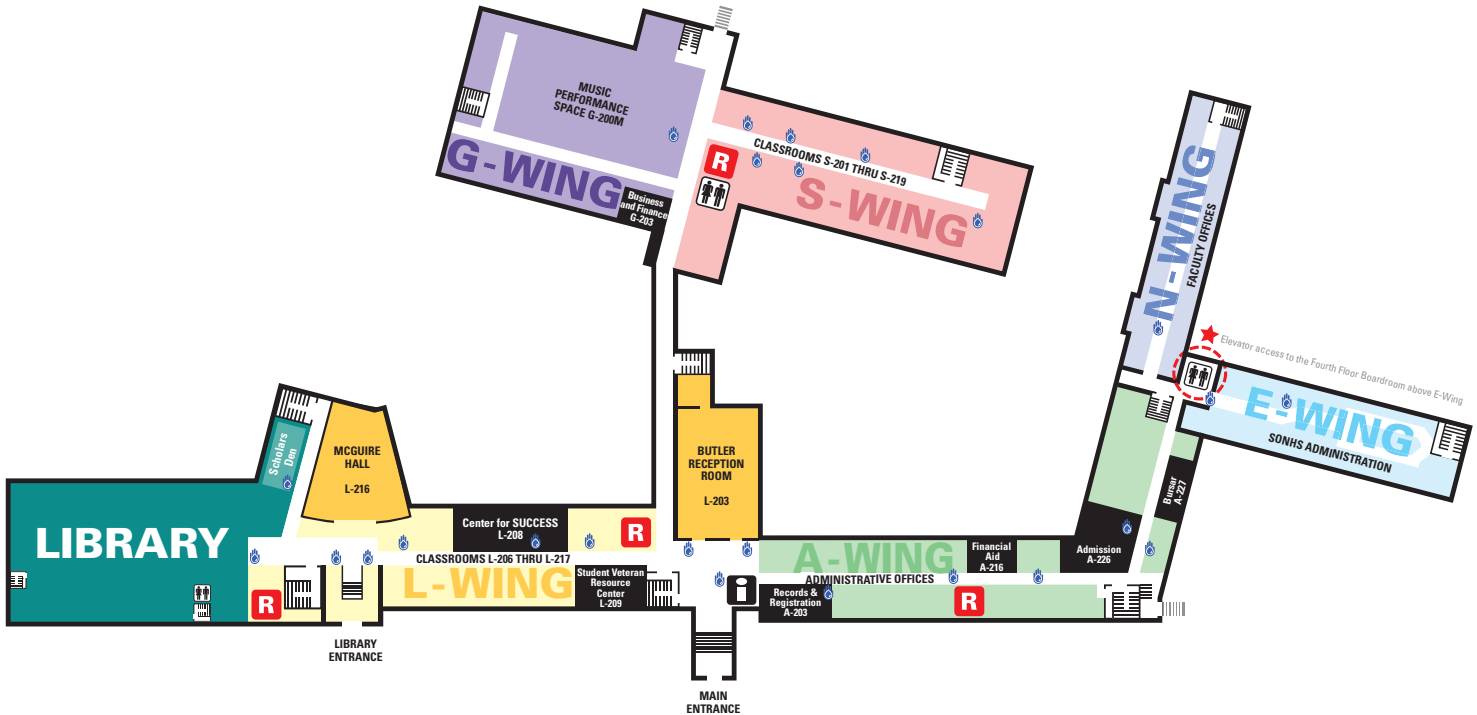 MUSIC
PERFORMANCE
SPACE G-200M
G-WING
Business
and Finance
G-203
R
CLASSROOMS S-201 THRU S-219
S-WING
N-WING
FACULTY OFFICES
Elevator access to the Fourth Floor Boardroom above E-Wing
E-WING
SONHS ADMINISTRATION
Scholars
Den
MCGUIRE
HALL
L-216
BUTLER
RECEPTION
ROOM
L-203
Bursar
A-227
LIBRARY
Center for SUCCESS
L-208
R
CLASSROOMS L-206 THRU L-217
L-WING
Student Veteran
Resource
Center
L-209
R
A-WING
ADMINISTRATIVE OFFICES
Financial
Aid
A-216
Admission
A-226
Records &
Registration
A-203
R
LIBRARY
ENTRANCE
MAIN
ENTRANCE